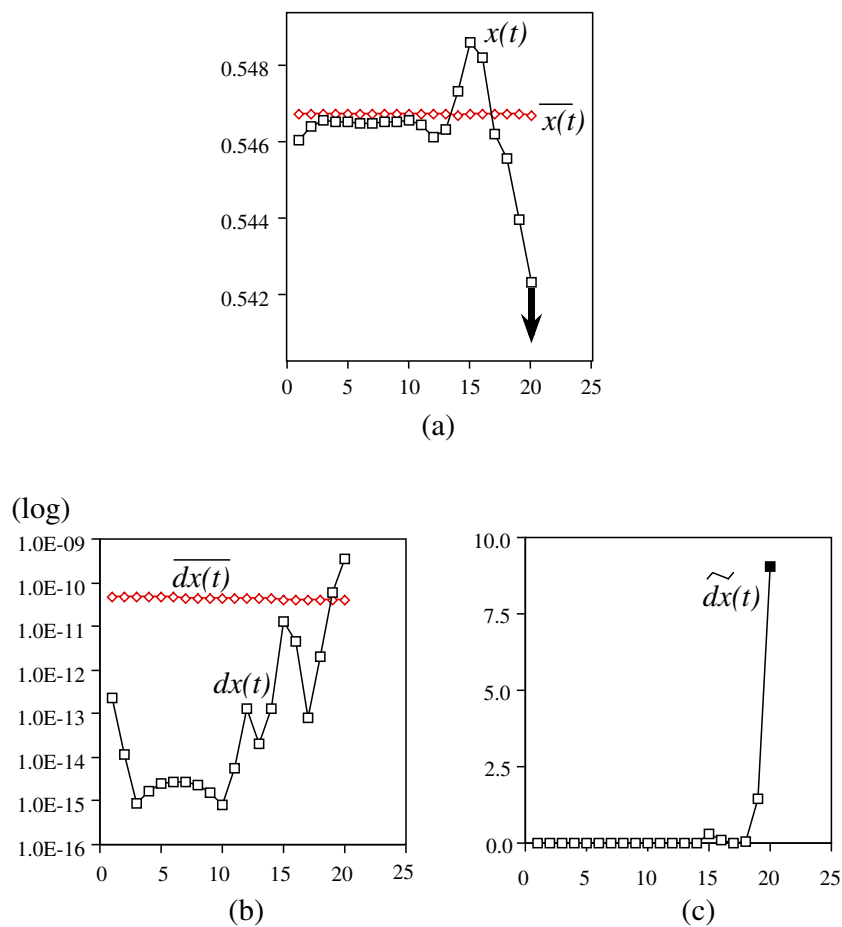 x(t)
0.548
x(t)
0.546
0.544
0.542
0 5 10 15 20 25
(a)
(log)
1.0E-09
1.0E-10
1.0E-11
1.0E-12
1.0E-13
1.0E-14
1.0E-15
1.0E-16
dx(t)
dx(t)
0 5 10 15 20 25
(b)
10.0
7.5
5.0
2.5
0.0
dx(t)
0 5 10 15 20 25
(c)